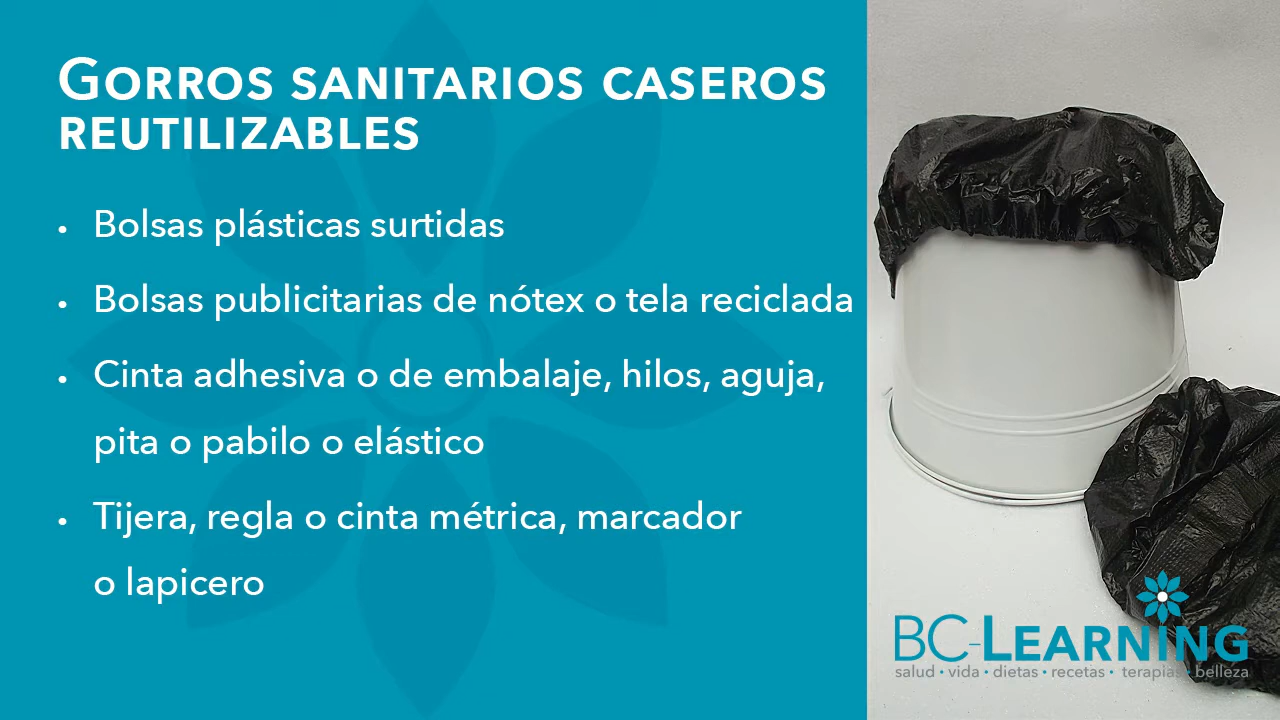 Gorros sanitarios caseros
reutilizables
• Bolsas plásticas surtidas
• Bolsas publicitarias de nótex o tela reciclada
• Cinta adhesiva o de embalaje, hilos, aguja,
pita o pabilo o elástico
• Tijera, regla o cinta métrica, marcador
o lapicero
BC-Learning
salud • vida • dietas • recetas • terapias • belleza